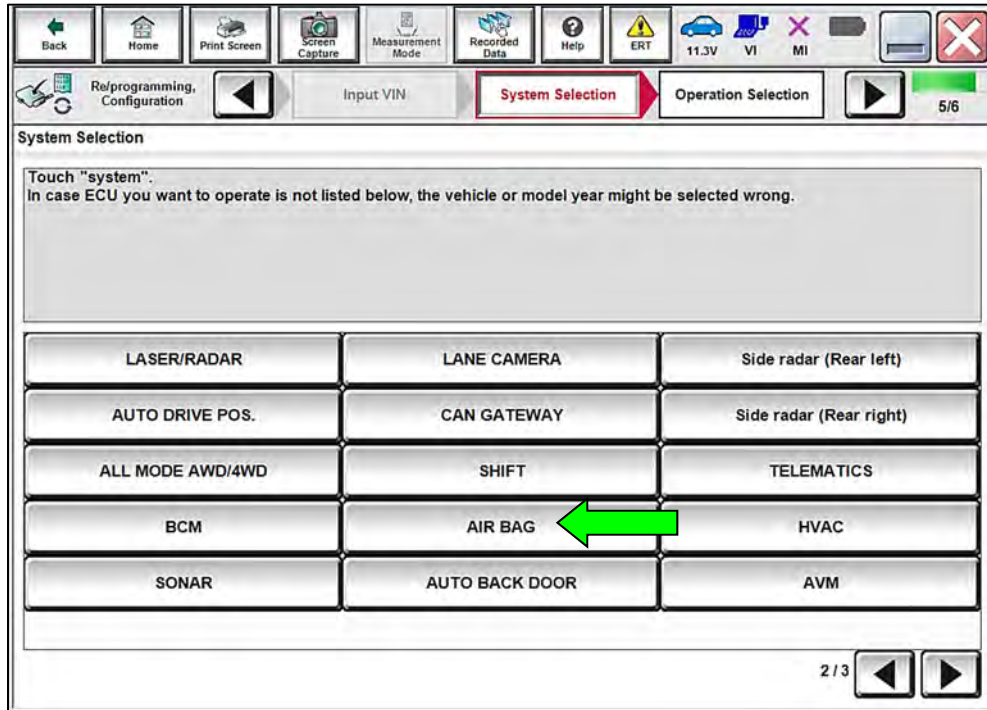 Back
Home
Print Screen
Screen
Capture
Measurement
Mode
Recorded
Data
Help
ERT
11.3V
VI
MI
Re/programming,
Configuration
Input VIN
System Selection
Operation Selection
5/6
System Selection
Touch "system".
In case ECU you want to operate is not listed below, the vehicle or model year might be selected wrong.
LASER/RADAR
LANE CAMERA
Side radar (Rear left)
AUTO DRIVE POS.
CAN GATEWAY
Side radar (Rear right)
ALL MODE AWD/4WD
SHIFT
TELEMATICS
BCM
AIR BAG
HVAC
SONAR
AUTO BACK DOOR
AVM
2/3